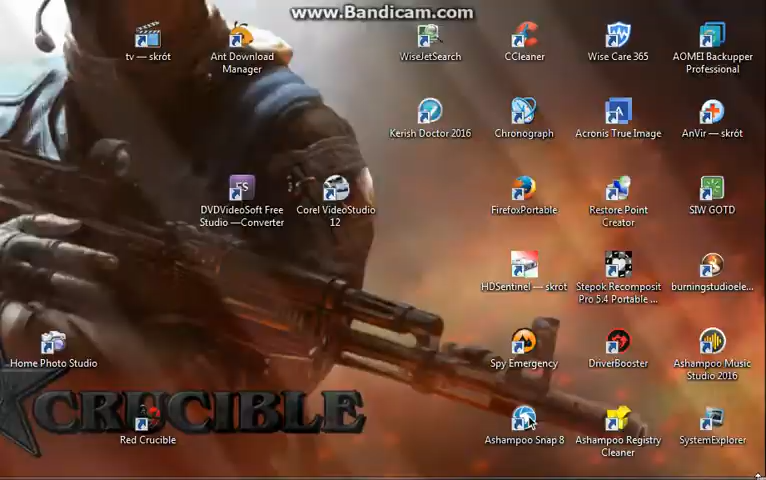 www.Bandicam.com
tv — skrót
Ant Download
Manager
WiseJetSearch
CCleaner
Wise Care 365
AOMEI Backupper
Professional
Kerish Doctor 2016
Chronograph
Acronis True Image
AnVir — skrót
DVDVideoSoft Free
Studio —Converter
Corel VideoStudio
12
FirefoxPortable
Restore Point
Creator
SIW GOTD
HDSentinel — skrót
Stepok Recomposit
Pro 5.4 Portable ...
burningstudioele...
Home Photo Studio
Spy Emergency
DriverBooster
Ashampoo Music
Studio 2016
CRUCIBLE
Red Crucible
Ashampoo Snap 8
Ashampoo Registry
Cleaner
SystemExplorer